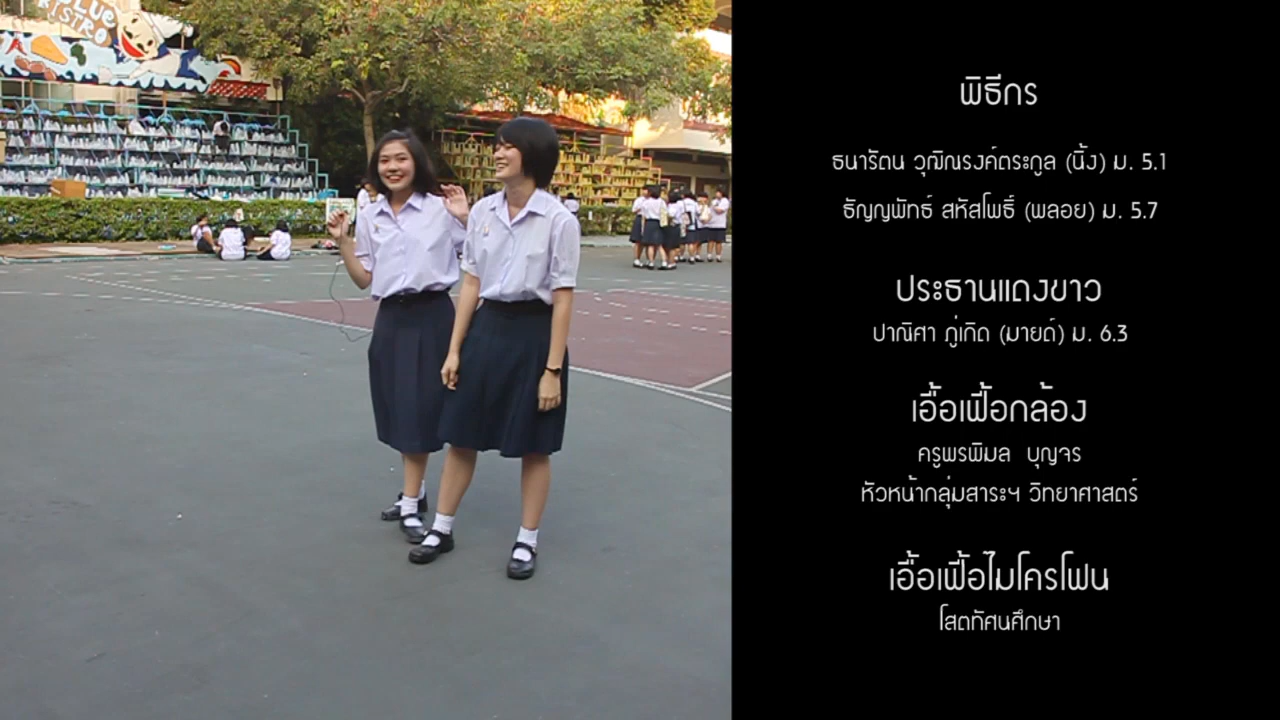 BLUE
BISTRO
พิธีกร
ธนารัตน วุฒิณรงค์ตระกูล (นิ้ง) ม. 5.1
ธัญญพัทธ์ สหัสโพธิ์ (พลอย) ม. 5.7
ประธานแดงขาว
ปาณิศา ภู่เกิด (มายด์) ม. 6.3
เอื้อเฟื้อกล้อง
ครูพรพิมล บุญจร
หัวหน้ากลุ่มสาระฯ วิทยาศาสตร์
เอื้อเฟื้อไมโครโฟน
โสตทัศนศึกษา